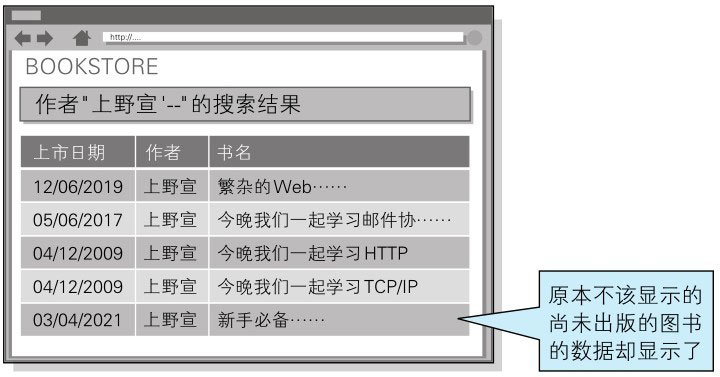 http://....
BOOKSTORE
作者"上野宣'--"的搜索结果
上市日期 作者 书名
12/06/2019 上野宣 繁杂的Web……
05/06/2017 上野宣 今晚我们一起学习邮件协……
04/12/2009 上野宣 今晚我们一起学习HTTP
04/12/2009 上野宣 今晚我们一起学习TCP/IP
03/04/2021 上野宣 新手必备……
原本不该显示的
尚未出版的图书
的数据却显示了